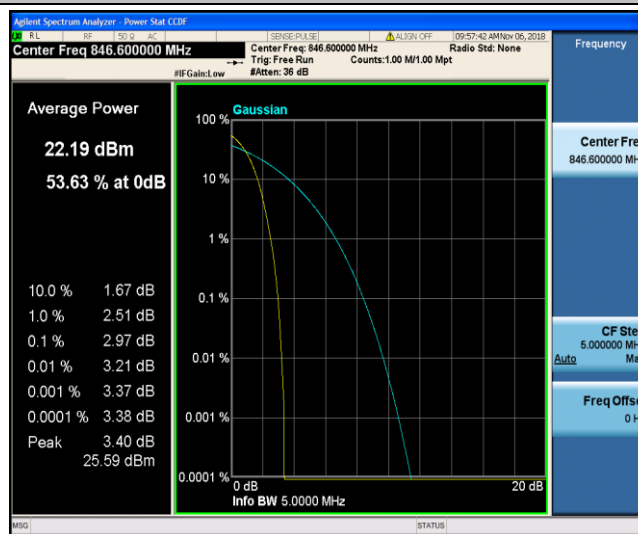 Agilent Spectrum Analyzer - Power Stat CCDF
RL RF 50 Ω AC SENSE:PULSE ALIGN OFF 09:57:42 AM Nov 06, 2018
Center Freq 846.600000 MHz
Center Freq: 846.600000 MHz Radio Std: None
Trig: Free Run Counts:1.00 M/1.00 Mpt
#IFGain:Low #Atten: 36 dB
Frequency
Average Power
22.19 dBm
53.63 % at 0dB
10.0 % 1.67 dB
1.0 % 2.51 dB
0.1 % 2.97 dB
0.01 % 3.21 dB
0.001 % 3.37 dB
0.0001 % 3.38 dB
Peak 3.40 dB
25.59 dBm
Gaussian
100 %
10 %
1 %
0.1 %
0.01 %
0.001 %
0.0001 %
0 dB 20 dB
Info BW 5.0000 MHz
Center Fre
846.600000 MH
CF Ste
5.000000 MH
Auto Ma
Freq Offse
0 H
MSG STATUS